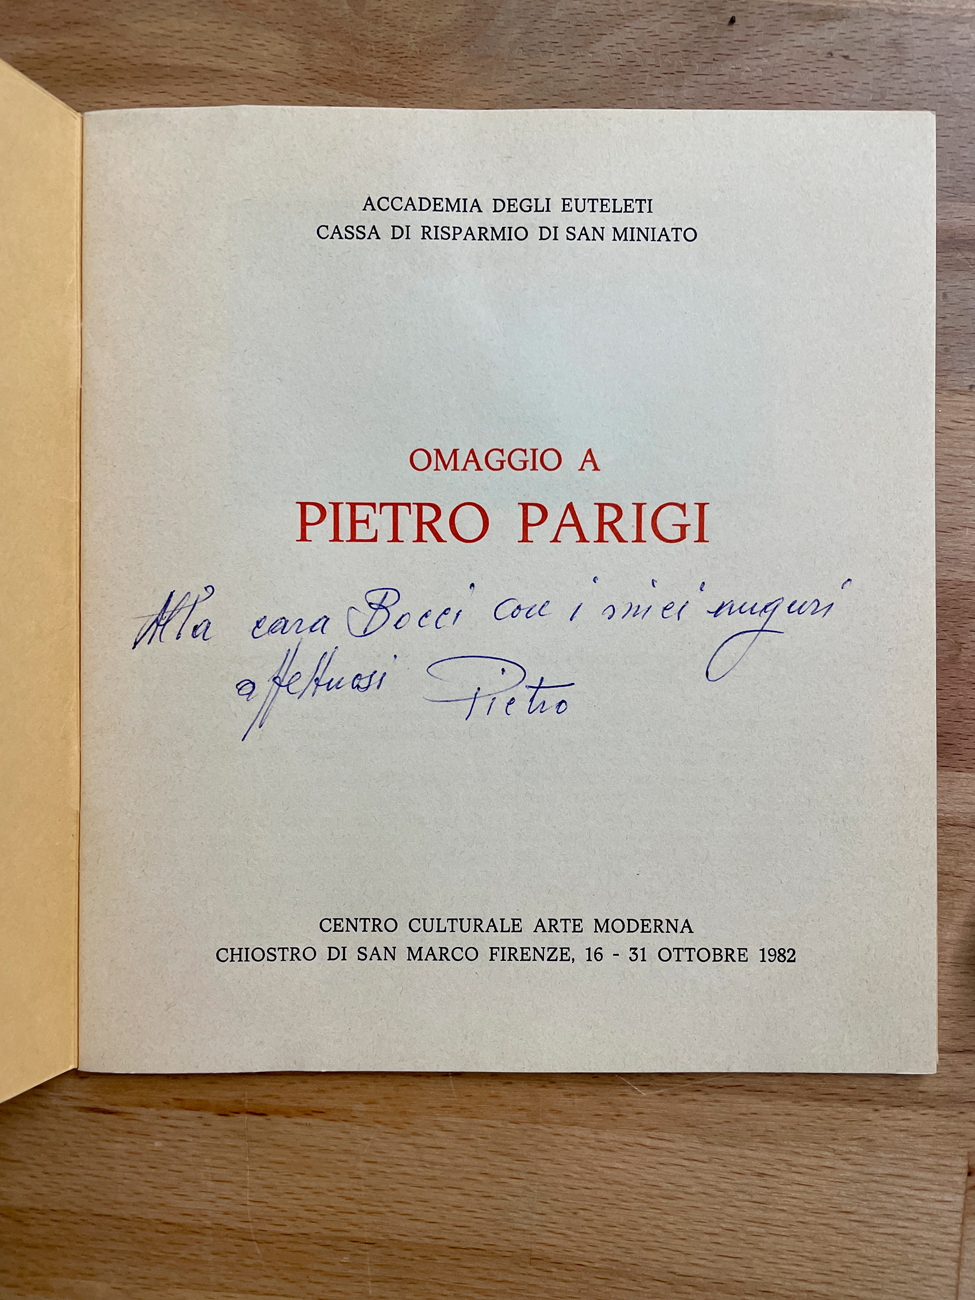 ACCADEMIA DEGLI EUTELETI
CASSA DI RISPARMIO DI SAN MINIATO
OMAGGIO A
PIETRO PARIGI
Alla cara Bocci con i miei auguri
affettuosi Pietro
CENTRO CULTURALE ARTE MODERNA
CHIOSTRO DI SAN MARCO FIRENZE, 16 - 31 OTTOBRE 1982